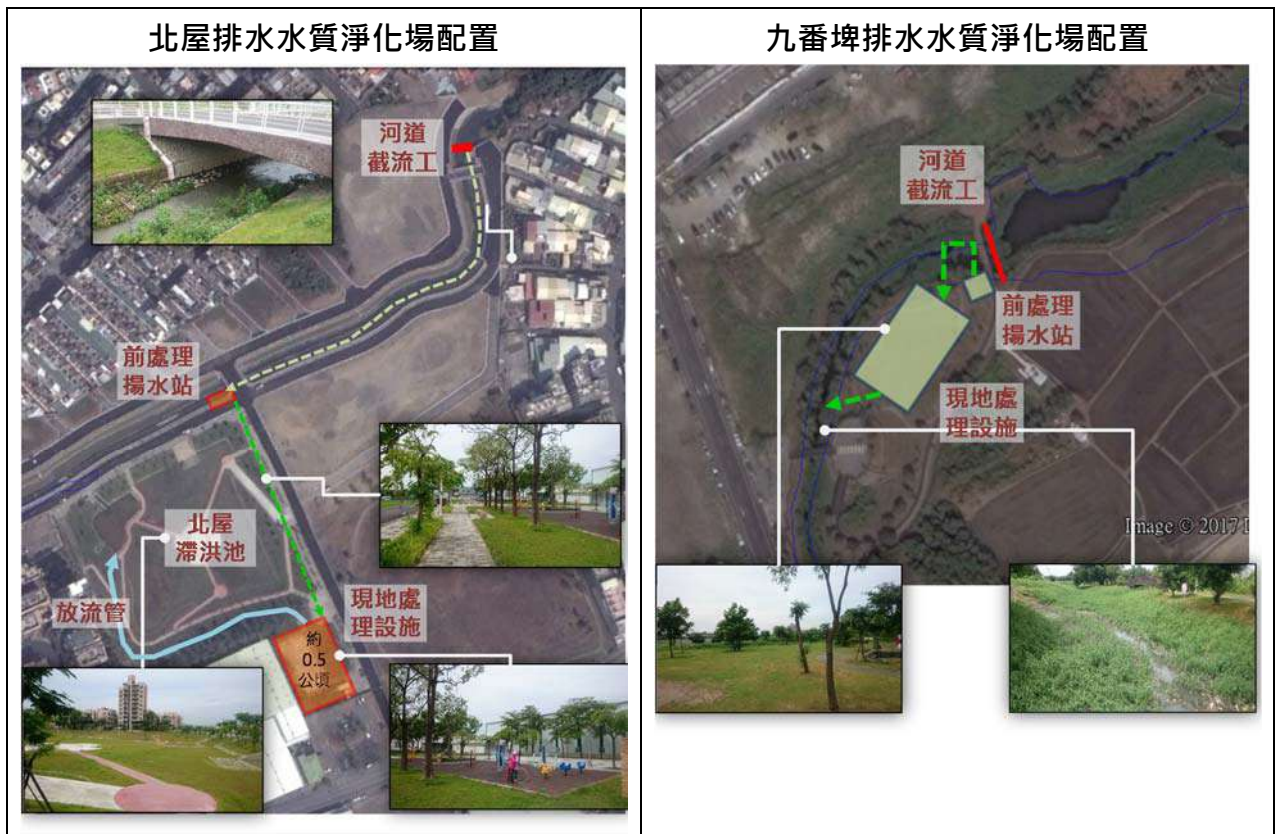 北屋排水水質淨化場配置
河道
截流工
前處理
揚水站
北屋
滯洪池
放流管
現地處
理設施
約
0.5
公頃
九番埤排水水質淨化場配置
河道
截流工
前處理
揚水站
現地處
理設施
Image © 2017